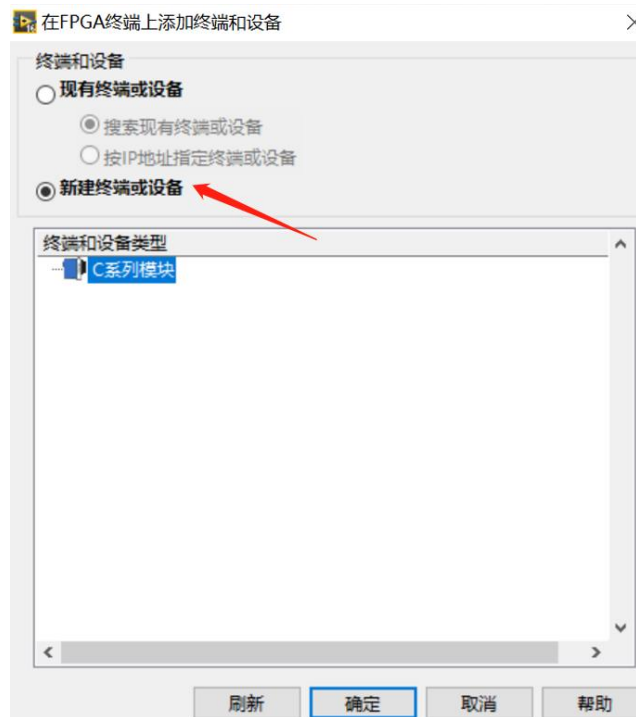 在FPGA终端上添加终端和设备
终端和设备
现有终端或设备
搜索现有终端或设备
按IP地址指定终端或设备
新建终端或设备
终端和设备类型
C系列模块
刷新 确定 取消 帮助